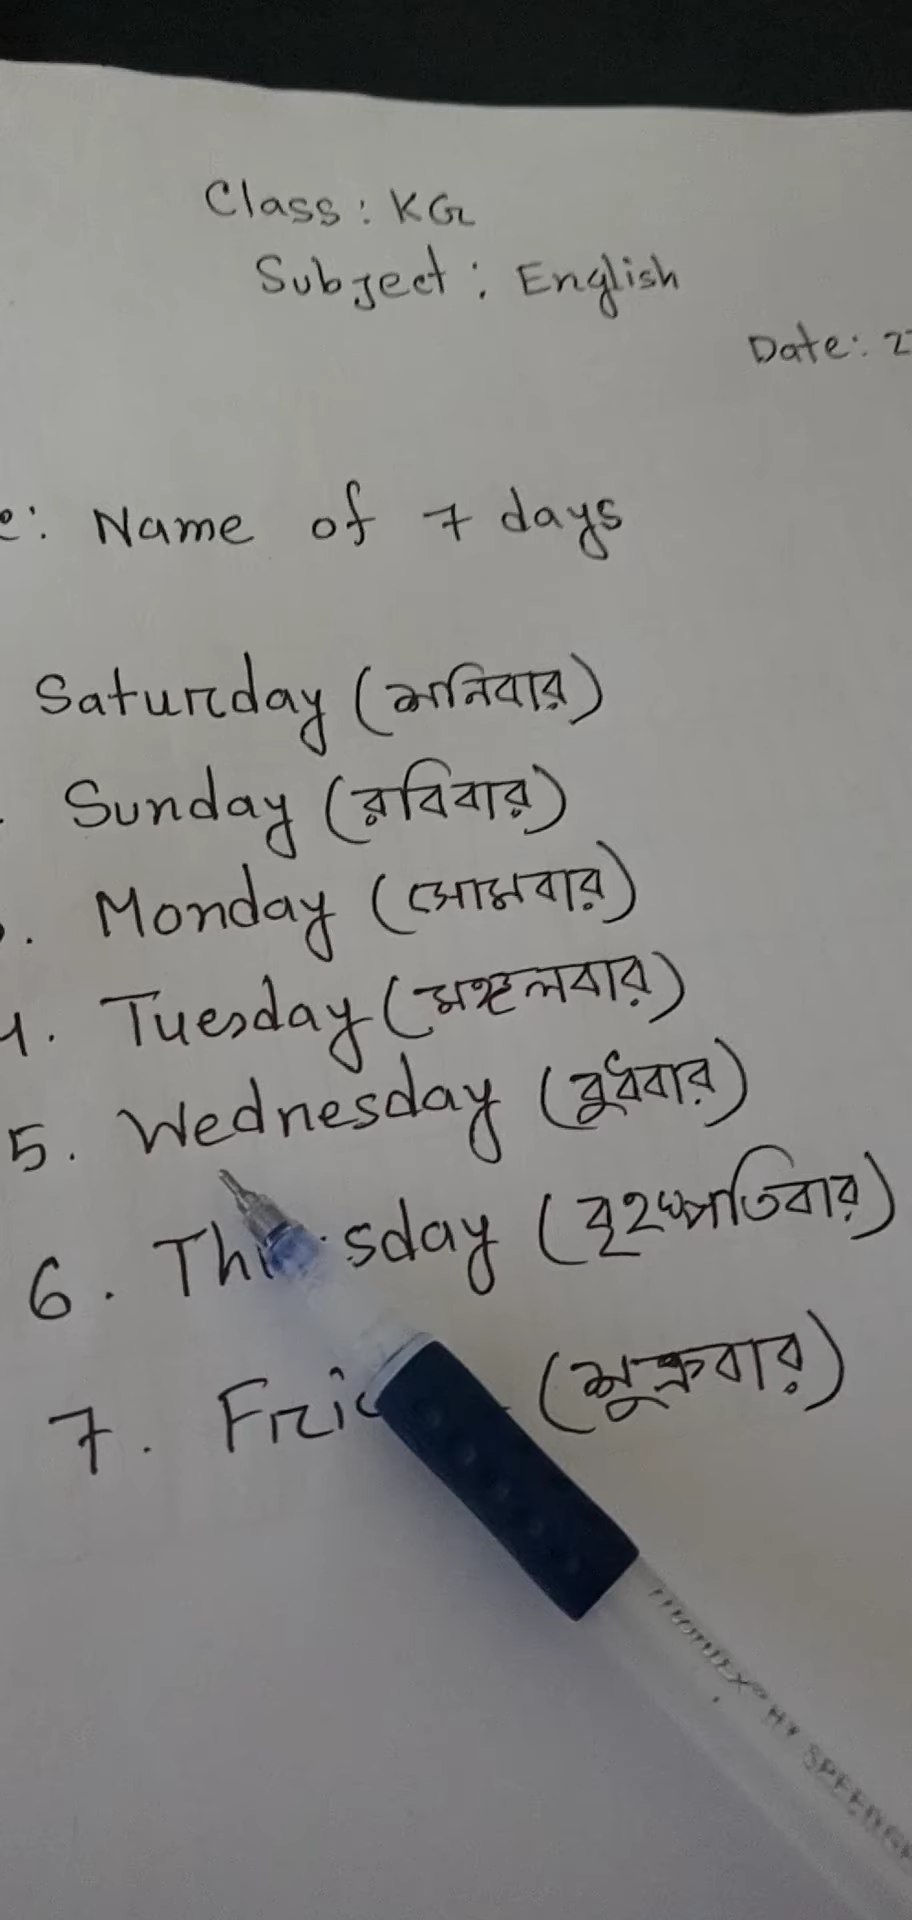 Class: KG
Subject: English
Date: 2
e: Name of 7 days
Saturday (শনিবার)
Sunday (রবিবার)
. Monday (সোমবার)
4. Tuesday (মঙ্গলবার)
5. Wednesday (বুধবার)
6. Th sday (বৃহস্পতিবার)
7. Fri (শুক্রবার)